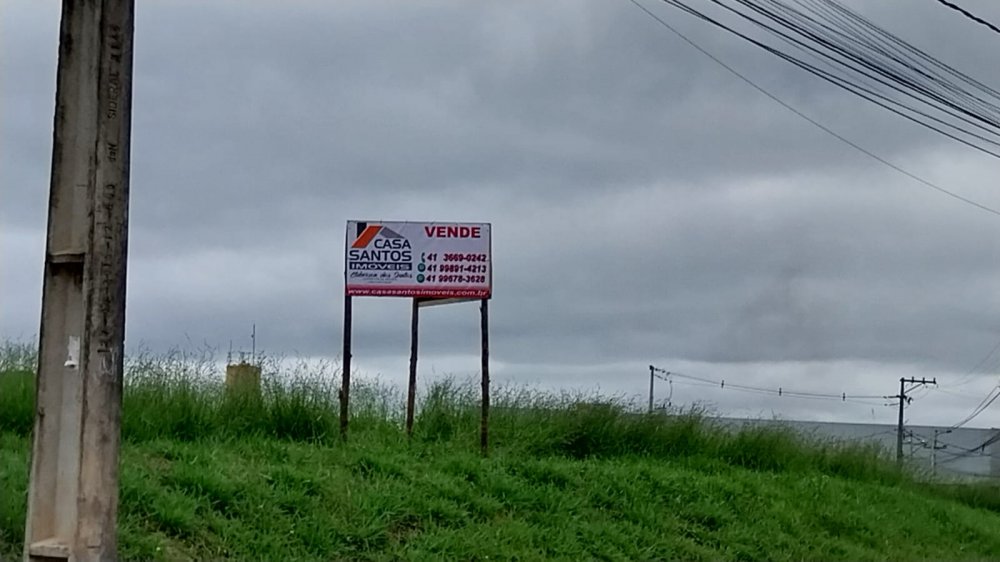 VENDE
CASA
SANTOS
IMÓVEIS
41 3669-0242
41 99891-4213
41 99678-3628
www.casasantosimoveis.com.br